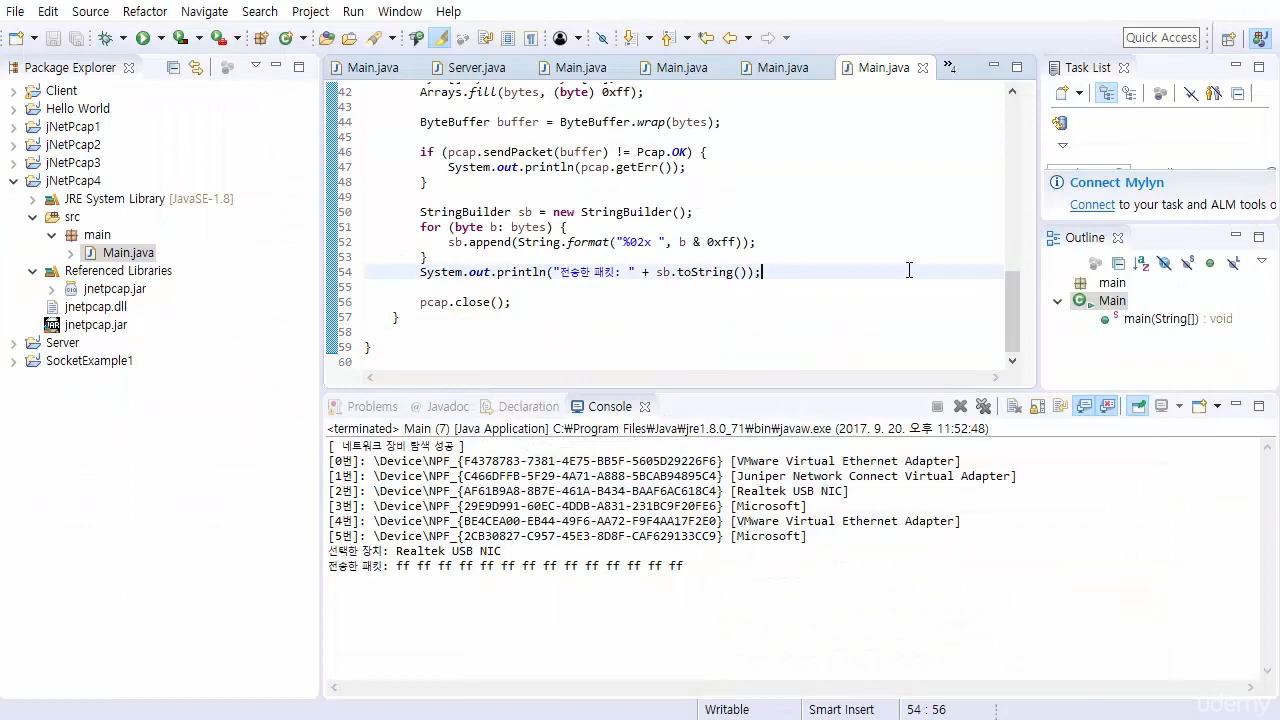 File Edit Source Refactor Navigate Search Project Run Window Help
Quick Access
Package Explorer
Client
Hello World
jNetPcap1
jNetPcap2
jNetPcap3
jNetPcap4
JRE System Library [JavaSE-1.8]
src
main
Main.java
Referenced Libraries
jnetpcap.jar
jnetpcap.dll
jnetpcap.jar
Server
SocketExample1
Main.java Server.java Main.java Main.java Main.java Main.java »4
42 Arrays.fill(bytes, (byte) 0xff);
43
44 ByteBuffer buffer = ByteBuffer.wrap(bytes);
45
46 if (pcap.sendPacket(buffer) != Pcap.OK) {
47 System.out.println(pcap.getErr());
48 }
49
50 StringBuilder sb = new StringBuilder();
51 for (byte b: bytes) {
52 sb.append(String.format("%02x ", b & 0xff));
53 }
54 System.out.println("전송한 패킷: " + sb.toString());
55
56 pcap.close();
57 }
58
59 }
60
Task List
Connect Mylyn
Connect to your task and ALM tools o
Outline
main
Main
main(String[]) : void
Problems Javadoc Declaration Console
<terminated> Main (7) [Java Application] C:₩Program Files₩Java₩jre1.8.0_71₩bin₩javaw.exe (2017. 9. 20. 오후 11:52:48)
[ 네트워크 장비 탐색 성공 ]
[0번]: \Device\NPF_{F4378783-7381-4E75-BB5F-5605D29226F6} [VMware Virtual Ethernet Adapter]
[1번]: \Device\NPF_{C466DFFB-5F29-4A71-A888-5BCAB94895C4} [Juniper Network Connect Virtual Adapter]
[2번]: \Device\NPF_{AF61B9A8-8B7E-461A-B434-BAAF6AC618C4} [Realtek USB NIC]
[3번]: \Device\NPF_{29E9D991-60EC-4DDB-A831-231BC9F20FE6} [Microsoft]
[4번]: \Device\NPF_{BE4CEA00-EB44-49F6-AA72-F9F4AA17F2E0} [VMware Virtual Ethernet Adapter]
[5번]: \Device\NPF_{2CB30827-C957-45E3-8D8F-CAF629133CC9} [Microsoft]
선택한 장치: Realtek USB NIC
전송한 패킷: ff ff ff ff ff ff ff ff ff ff ff ff ff ff
Writable Smart Insert 54 : 56
udemy